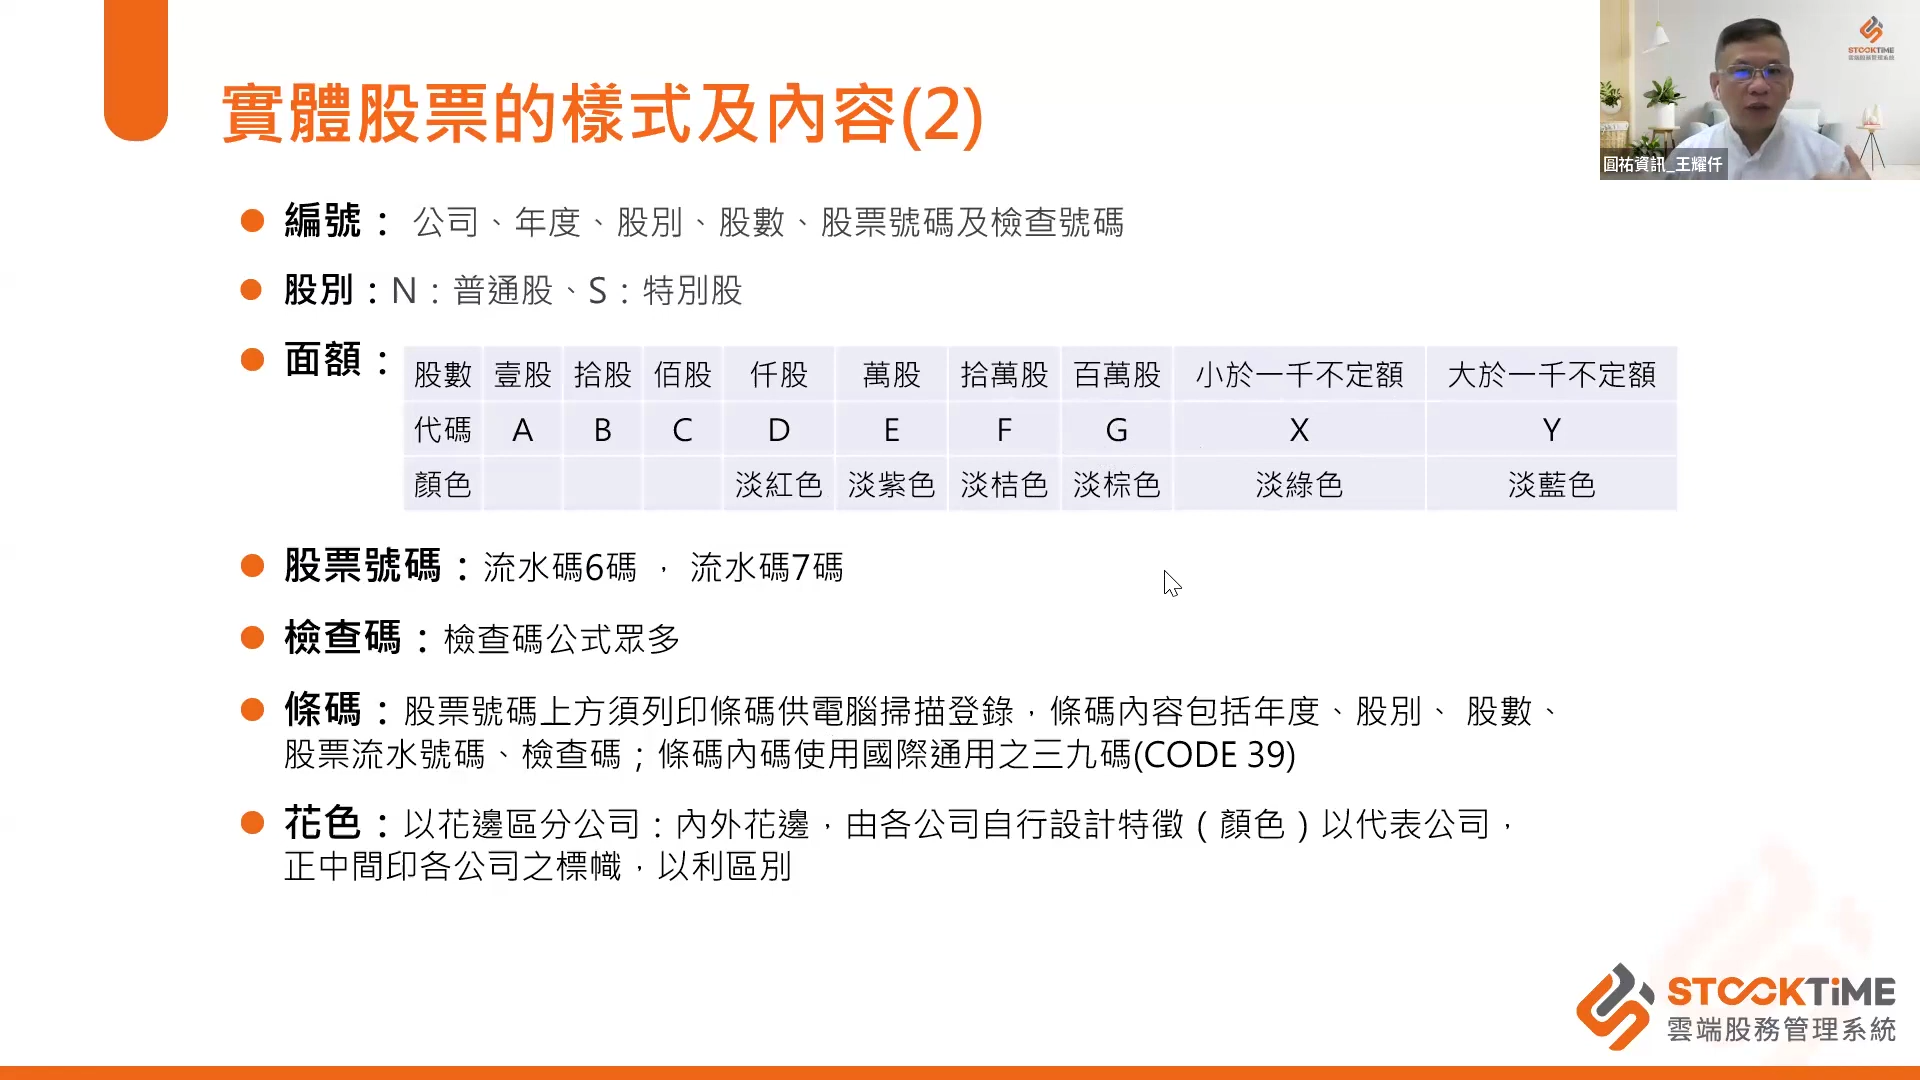 STOCKTiME
雲端股務管理系統
圓祐資訊_王耀仟
實體股票的樣式及內容(2)
編號： 公司、年度、股別、股數、股票號碼及檢查號碼
股別：N：普通股、S：特別股
面額：
股數 壹股 拾股 佰股 仟股 萬股 拾萬股 百萬股 小於一千不定額 大於一千不定額
代碼 A B C D E F G X Y
顏色 淡紅色 淡紫色 淡桔色 淡棕色 淡綠色 淡藍色
股票號碼：流水碼6碼 ， 流水碼7碼
檢查碼：檢查碼公式眾多
條碼：股票號碼上方須列印條碼供電腦掃描登錄，條碼內容包括年度、股別、 股數、
股票流水號碼、檢查碼；條碼內碼使用國際通用之三九碼(CODE 39)
花色：以花邊區分公司：內外花邊，由各公司自行設計特徵（顏色）以代表公司，
正中間印各公司之標幟，以利區別
STOCKTiME
雲端股務管理系統